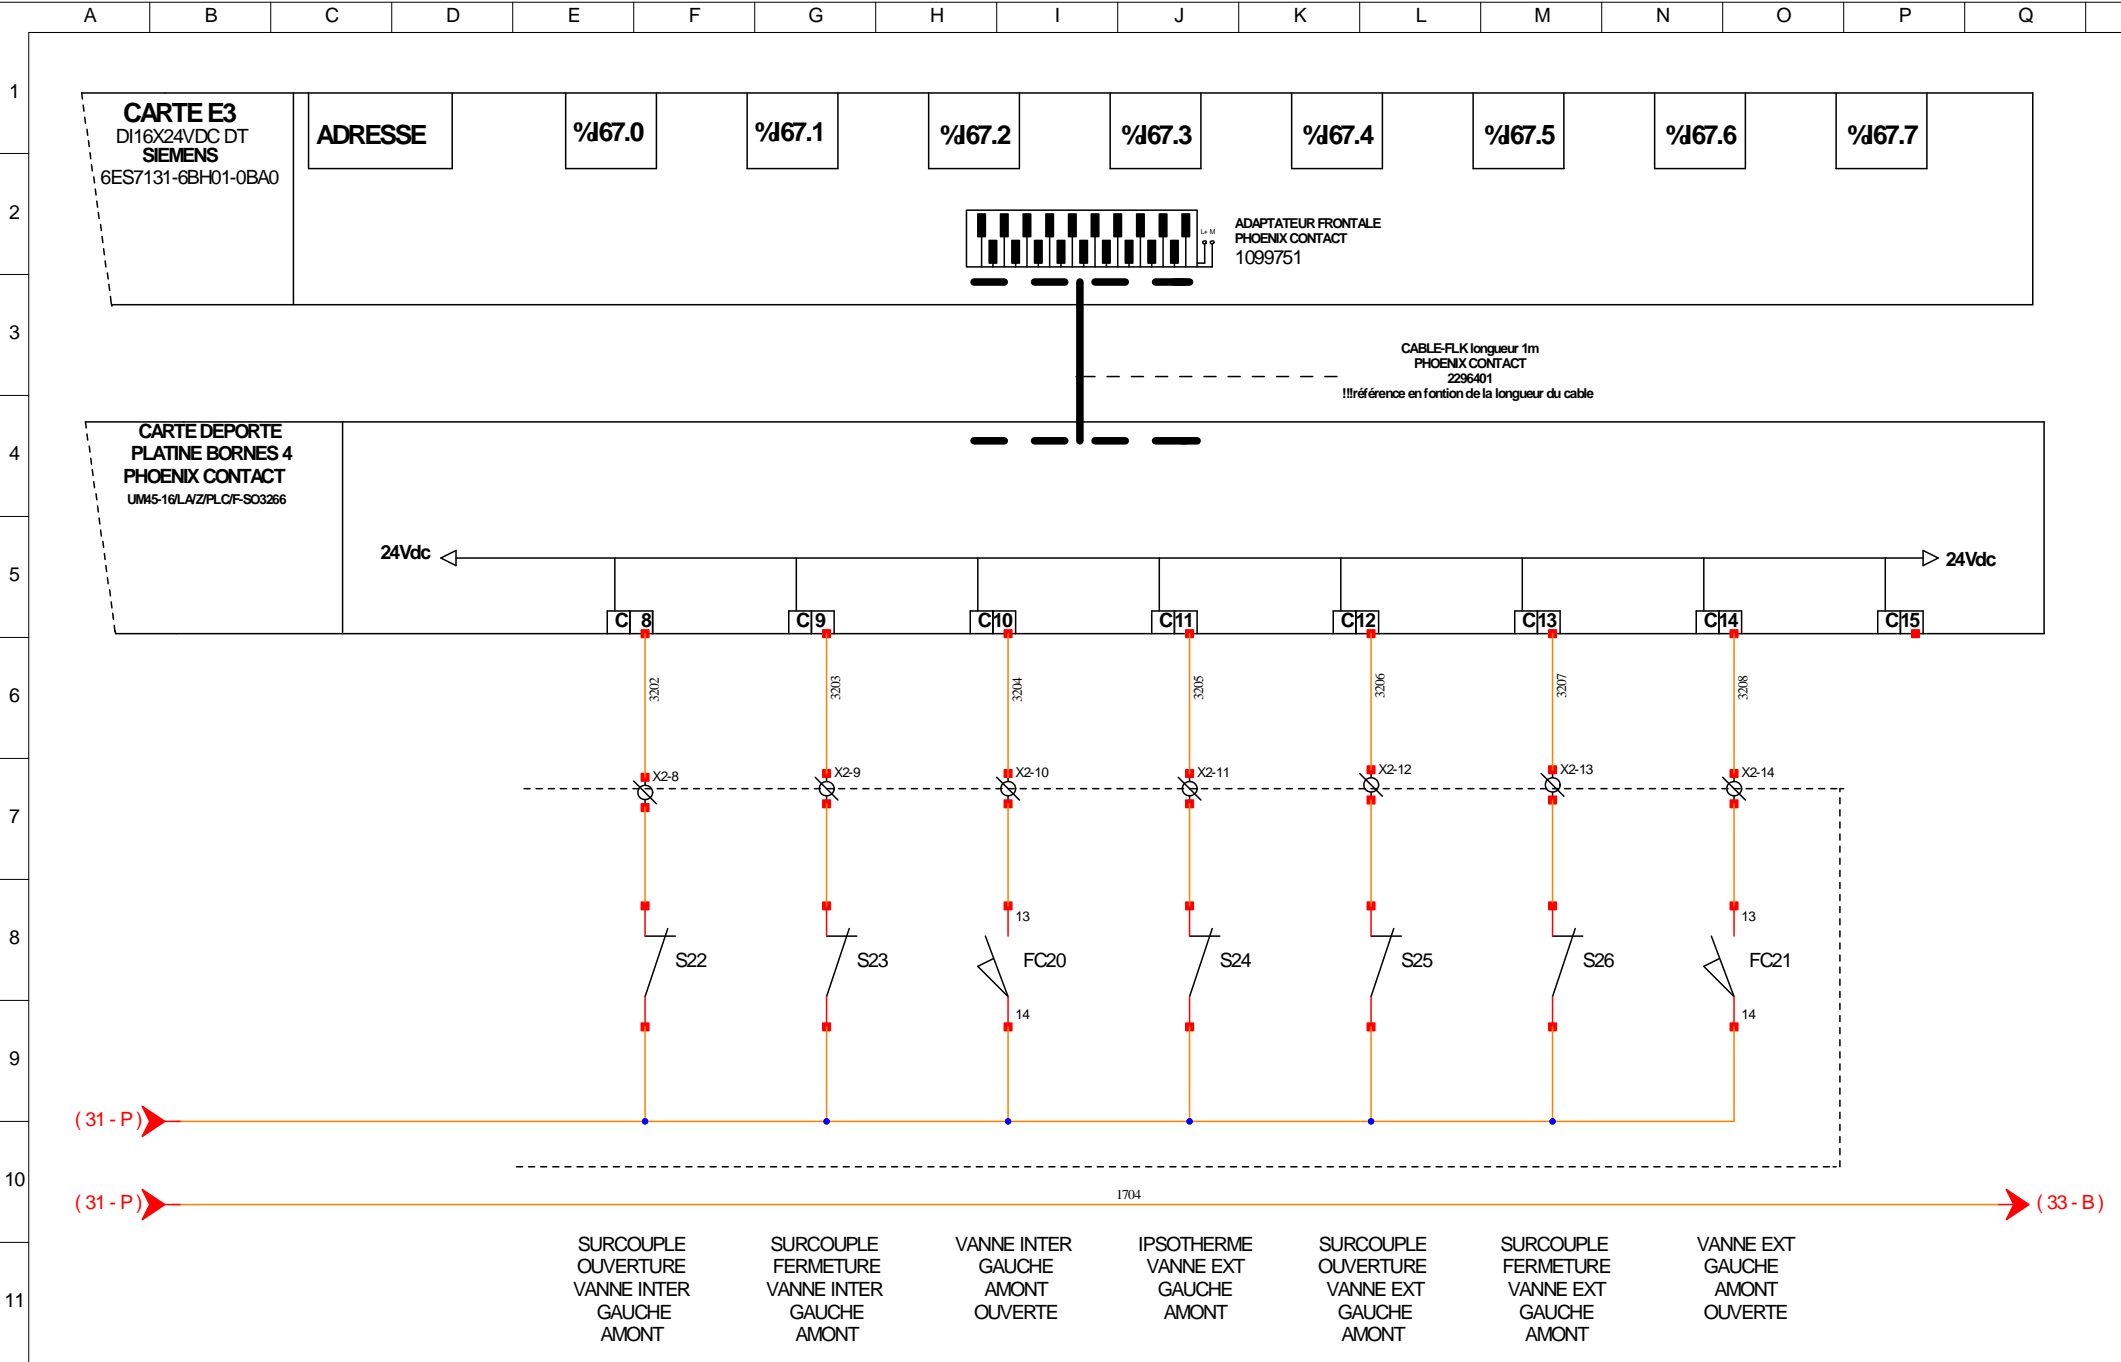 A B C D E F G H I J K L M N O P Q
1
CARTE E3
DI16X24VDC DT
SIEMENS
6ES7131-6BH01-0BA0
ADRESSE
%I67.0 %I67.1 %I67.2 %I67.3 %I67.4 %I67.5 %I67.6 %I67.7
2
L+ M
ADAPTATEUR FRONTALE
PHOENIX CONTACT
1099751
3
CABLE-FLK longueur 1m
PHOENIX CONTACT
2296401
!!!référence en fontion de la longueur du cable
4
CARTE DEPORTE
PLATINE BORNES 4
PHOENIX CONTACT
UM45-16/LA/Z/PLC/F-SO3266
5
24Vdc 24Vdc
C 8 C 9 C 10 C 11 C 12 C 13 C 14 C 15
6
3202 3203 3204 3205 3206 3207 3208
X2-8 X2-9 X2-10 X2-11 X2-12 X2-13 X2-14
7
13 13
8
S22 S23 FC20 S24 S25 S26 FC21
14 14
9
( 31 - P )
10
( 31 - P ) 1704 ( 33 - B )
11
SURCOUPLE
OUVERTURE
VANNE INTER
GAUCHE
AMONT
SURCOUPLE
FERMETURE
VANNE INTER
GAUCHE
AMONT
VANNE INTER
GAUCHE
AMONT
OUVERTE
IPSOTHERME
VANNE EXT
GAUCHE
AMONT
SURCOUPLE
OUVERTURE
VANNE EXT
GAUCHE
AMONT
SURCOUPLE
FERMETURE
VANNE EXT
GAUCHE
AMONT
VANNE EXT
GAUCHE
AMONT
OUVERTE